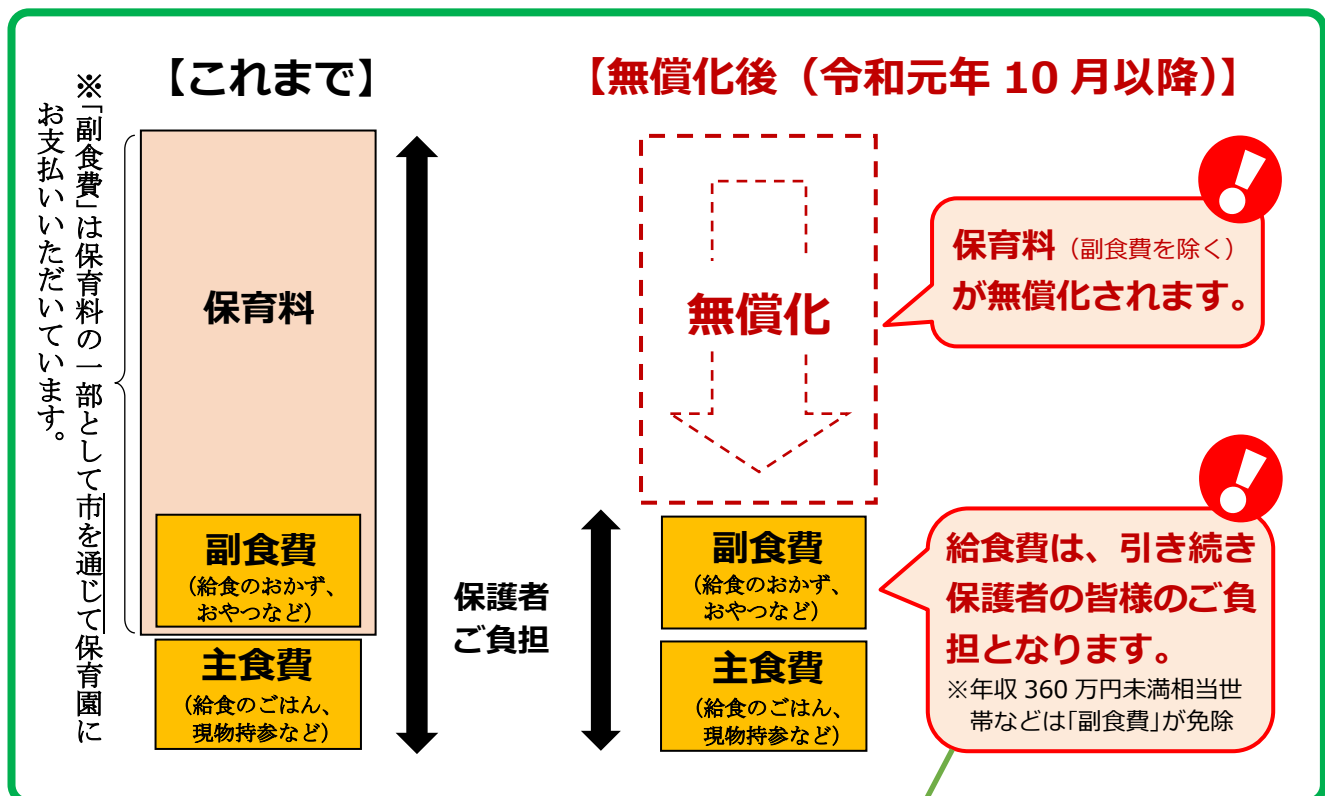 【これまで】
※「副食費」は保育料の一部として市を通じて保育園に
お支払いいただいています。
保育料
副食費
(給食のおかず、
おやつなど)
主食費
(給食のごはん、
現物持参など)
保護者
ご負担
【無償化後（令和元年 10 月以降）】
無償化
保育料（副食費を除く）
が無償化されます。
副食費
(給食のおかず、
おやつなど)
主食費
(給食のごはん、
現物持参など)
給食費は、引き続き
保護者の皆様のご負
担となります。
※年収 360 万円未満相当世
帯などは「副食費」が免除